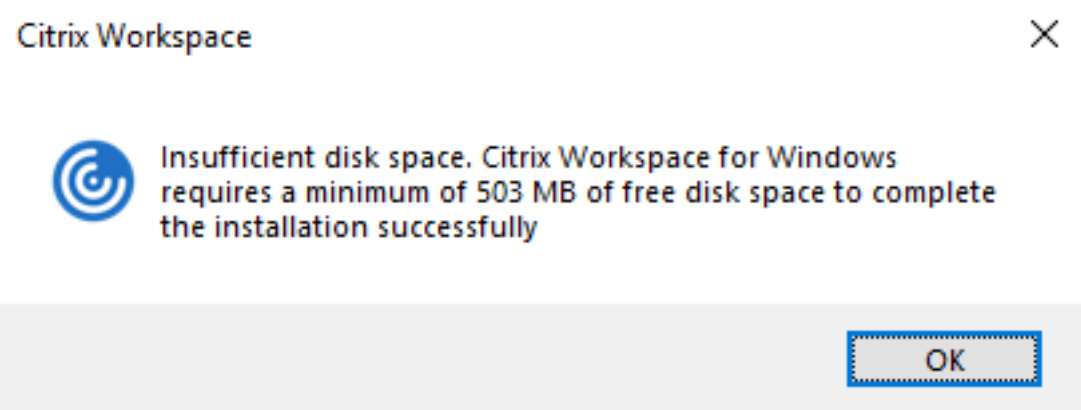 Citrix Workspace
Insufficient disk space. Citrix Workspace for Windows
requires a minimum of 503 MB of free disk space to complete
the installation successfully
OK